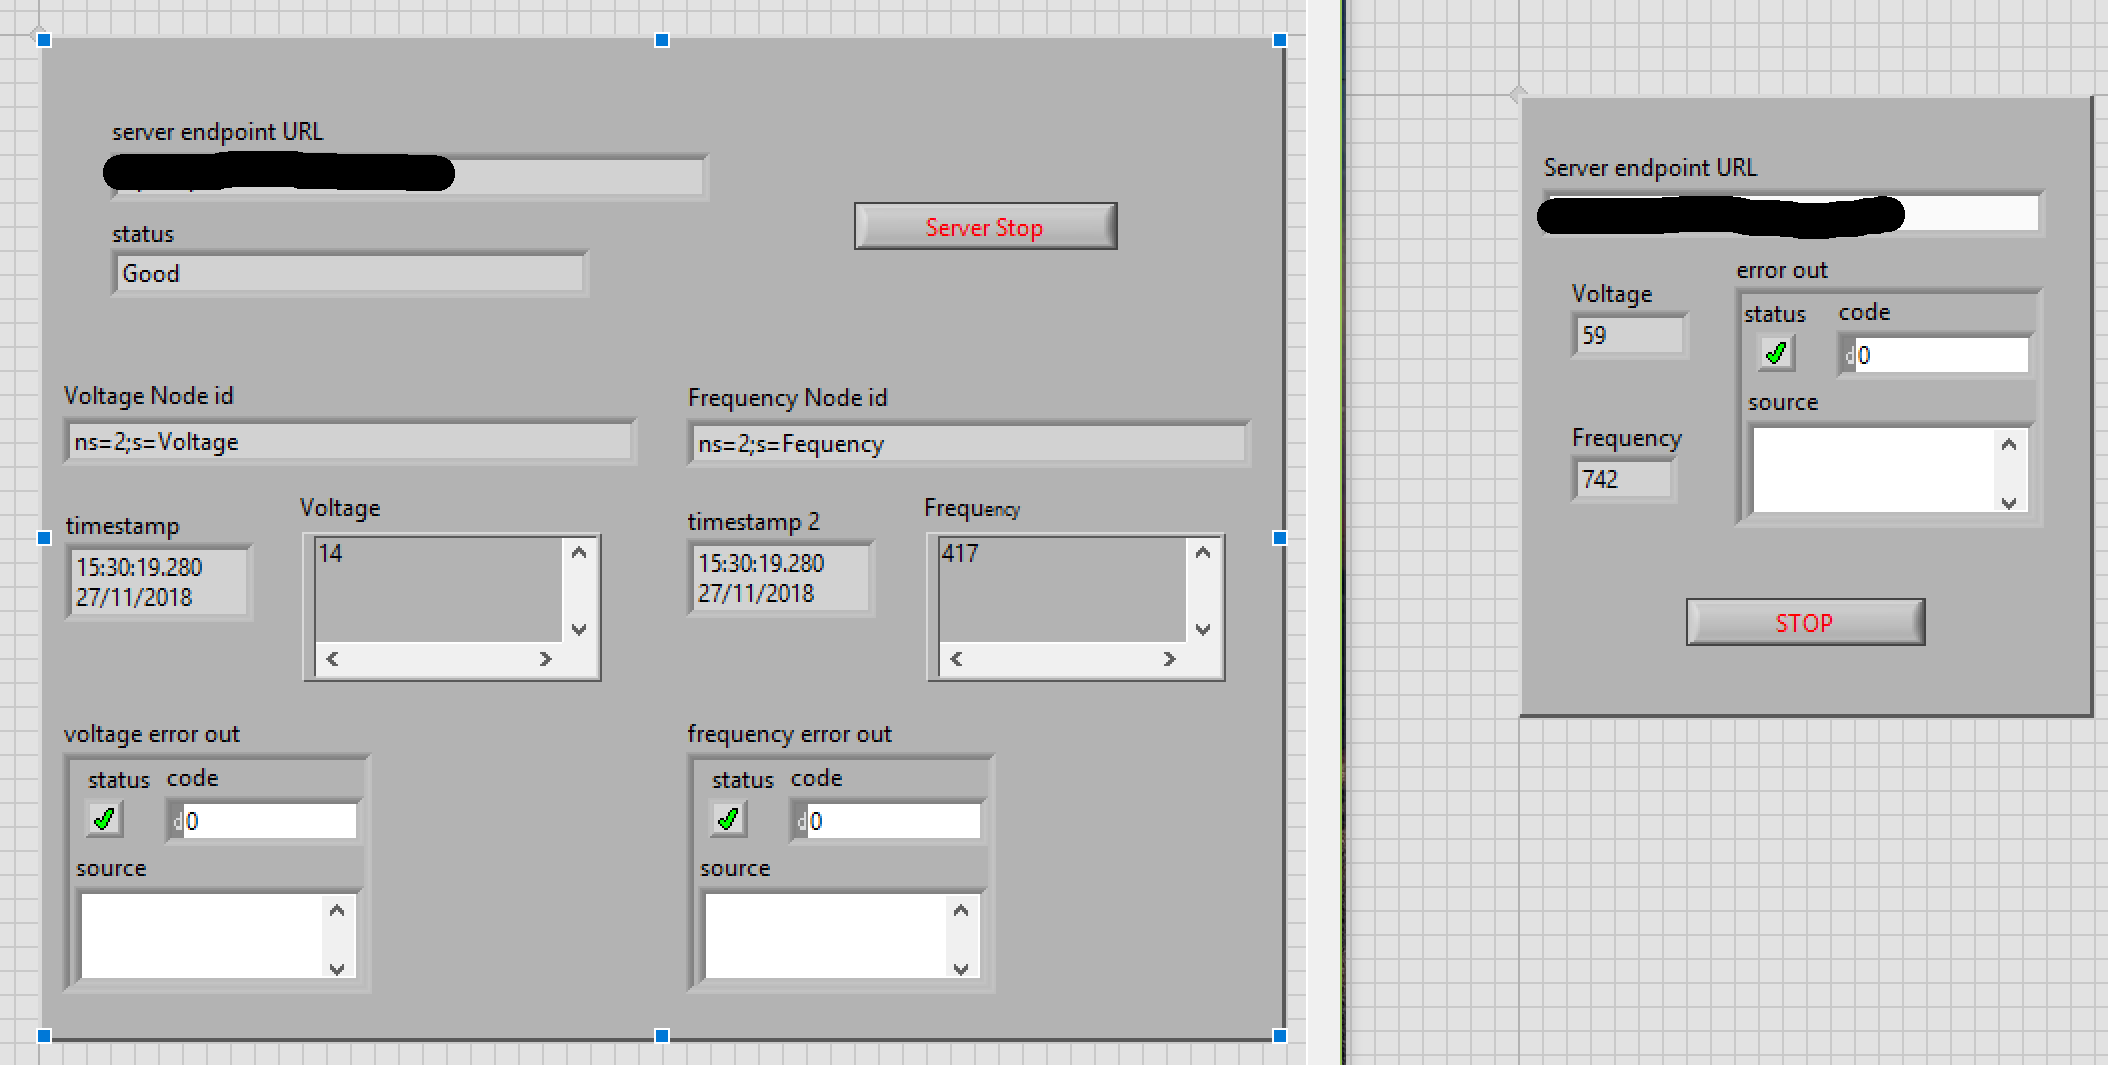 server endpoint URL
status
Good
Server Stop
Voltage Node id
ns=2;s=Voltage
Frequency Node id
ns=2;s=Fequency
timestamp
15:30:19.280
27/11/2018
Voltage
14
timestamp 2
15:30:19.280
27/11/2018
Frequency
417
voltage error out
status code
d0
source
frequency error out
status code
d0
source
Server endpoint URL
Voltage
59
Frequency
742
error out
status code
d0
source
STOP